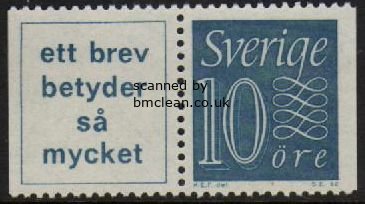 ett brev
betyder
så
mycket
Sverige
10
öre
scanned by
bmclean.co.uk